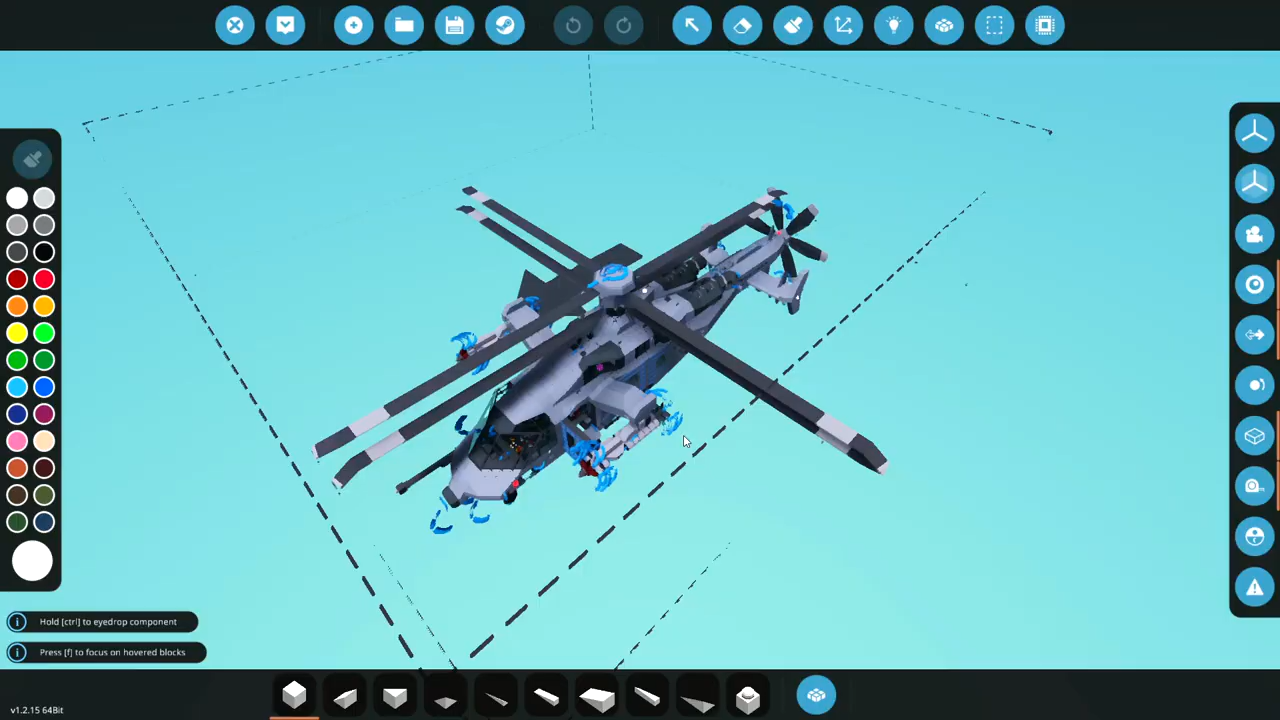 Hold [ctrl] to eyedrop component
Press [f] to focus on hovered blocks
v1.2.15 64Bit